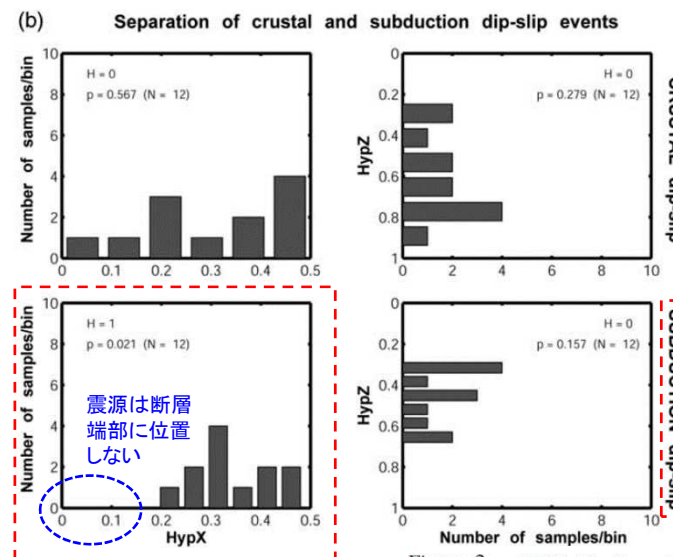 (b)
Separation of crustal and subduction dip-slip events
Number of samples/bin
10
8
6
4
2
0
H = 0
p = 0.567 (N = 12)
0 0.1 0.2 0.3 0.4 0.5
HypZ
0
0.2
0.4
0.6
0.8
1
H = 0
p = 0.279 (N = 12)
0 2 4 6 8 10
CRUSTAL dip-slip
Number of samples/bin
10
8
6
4
2
0
H = 1
p = 0.021 (N = 12)
震源は断層
端部に位置
しない
0 0.1 0.2 0.3 0.4 0.5
HypX
HypZ
0
0.2
0.4
0.6
0.8
1
H = 0
p = 0.157 (N = 12)
0 2 4 6 8 10
Number of samples/bin
SUBDUCTION dip-slip